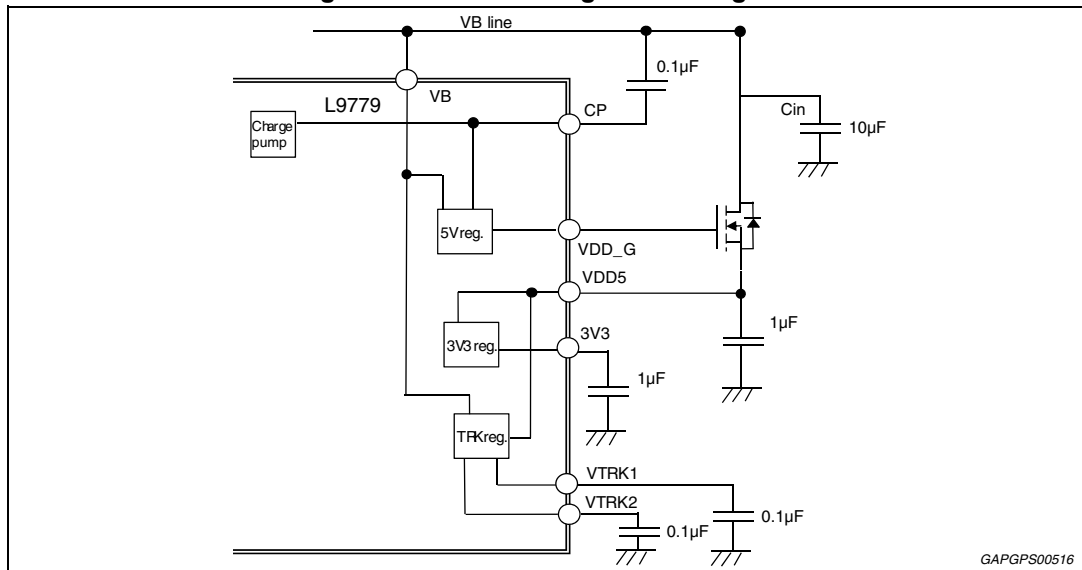 VB line
0.1µF
VB
L9779
CP
Cin
10µF
Charge
pump
5V reg.
VDD_G
VDD5
3V3
3V3 reg.
1µF
1µF
TRK reg.
VTRK1
VTRK2
0.1µF
0.1µF
GAPGPS00516